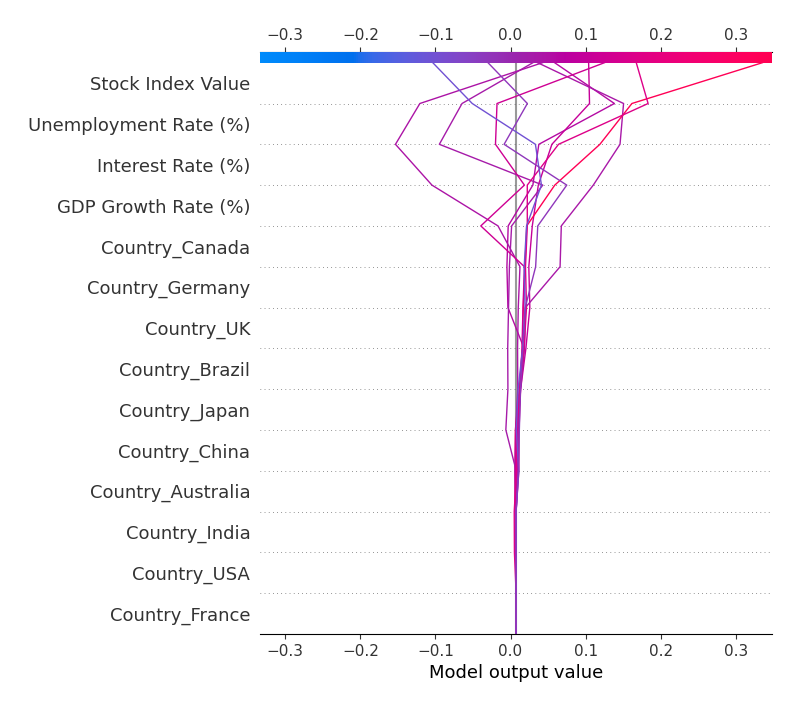 −0.3 −0.2 −0.1 0.0 0.1 0.2 0.3
Stock Index Value
Unemployment Rate (%)
Interest Rate (%)
GDP Growth Rate (%)
Country_Canada
Country_Germany
Country_UK
Country_Brazil
Country_Japan
Country_China
Country_Australia
Country_India
Country_USA
Country_France
−0.3 −0.2 −0.1 0.0 0.1 0.2 0.3
Model output value